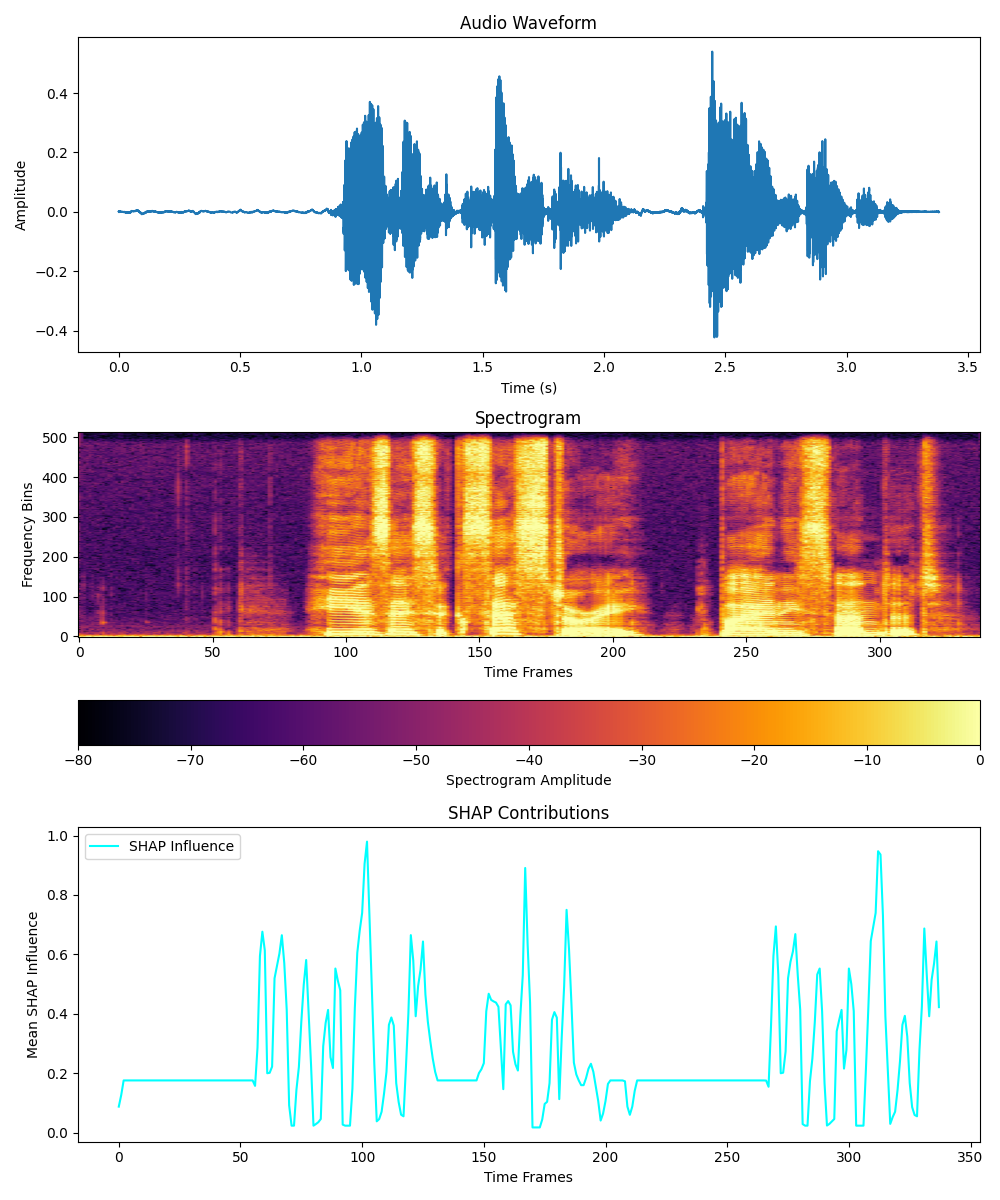 Audio Waveform
0.4
0.2
0.0
−0.2
−0.4
Amplitude
0.0 0.5 1.0 1.5 2.0 2.5 3.0 3.5
Time (s)
Spectrogram
500
400
300
200
100
0
Frequency Bins
0 50 100 150 200 250 300
Time Frames
−80 −70 −60 −50 −40 −30 −20 −10 0
Spectrogram Amplitude
SHAP Contributions
SHAP Influence
1.0
0.8
0.6
0.4
0.2
0.0
Mean SHAP Influence
0 50 100 150 200 250 300 350
Time Frames